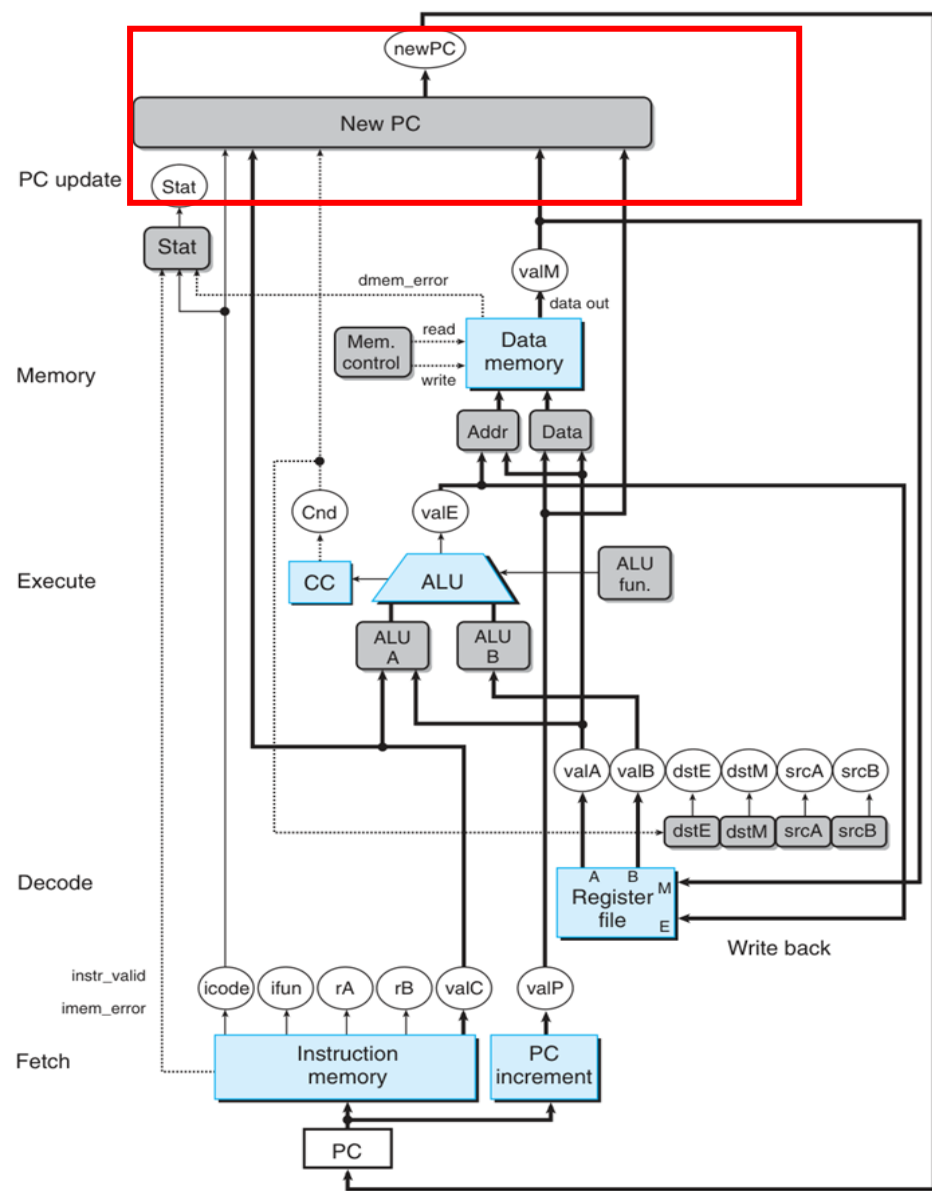 newPC
New PC
PC update
Stat
Stat
valM
dmem_error
data out
read
Mem.
control
Data
memory
write
Memory
Addr
Data
Cnd
valE
Execute
CC
ALU
ALU
fun.
ALU
A
ALU
B
valA
valB
dstE
dstM
srcA
srcB
dstE
dstM
srcA
srcB
Decode
A
B
M
Register
file
E
Write back
instr_valid
icode
ifun
rA
rB
valC
valP
imem_error
Fetch
Instruction
memory
PC
increment
PC